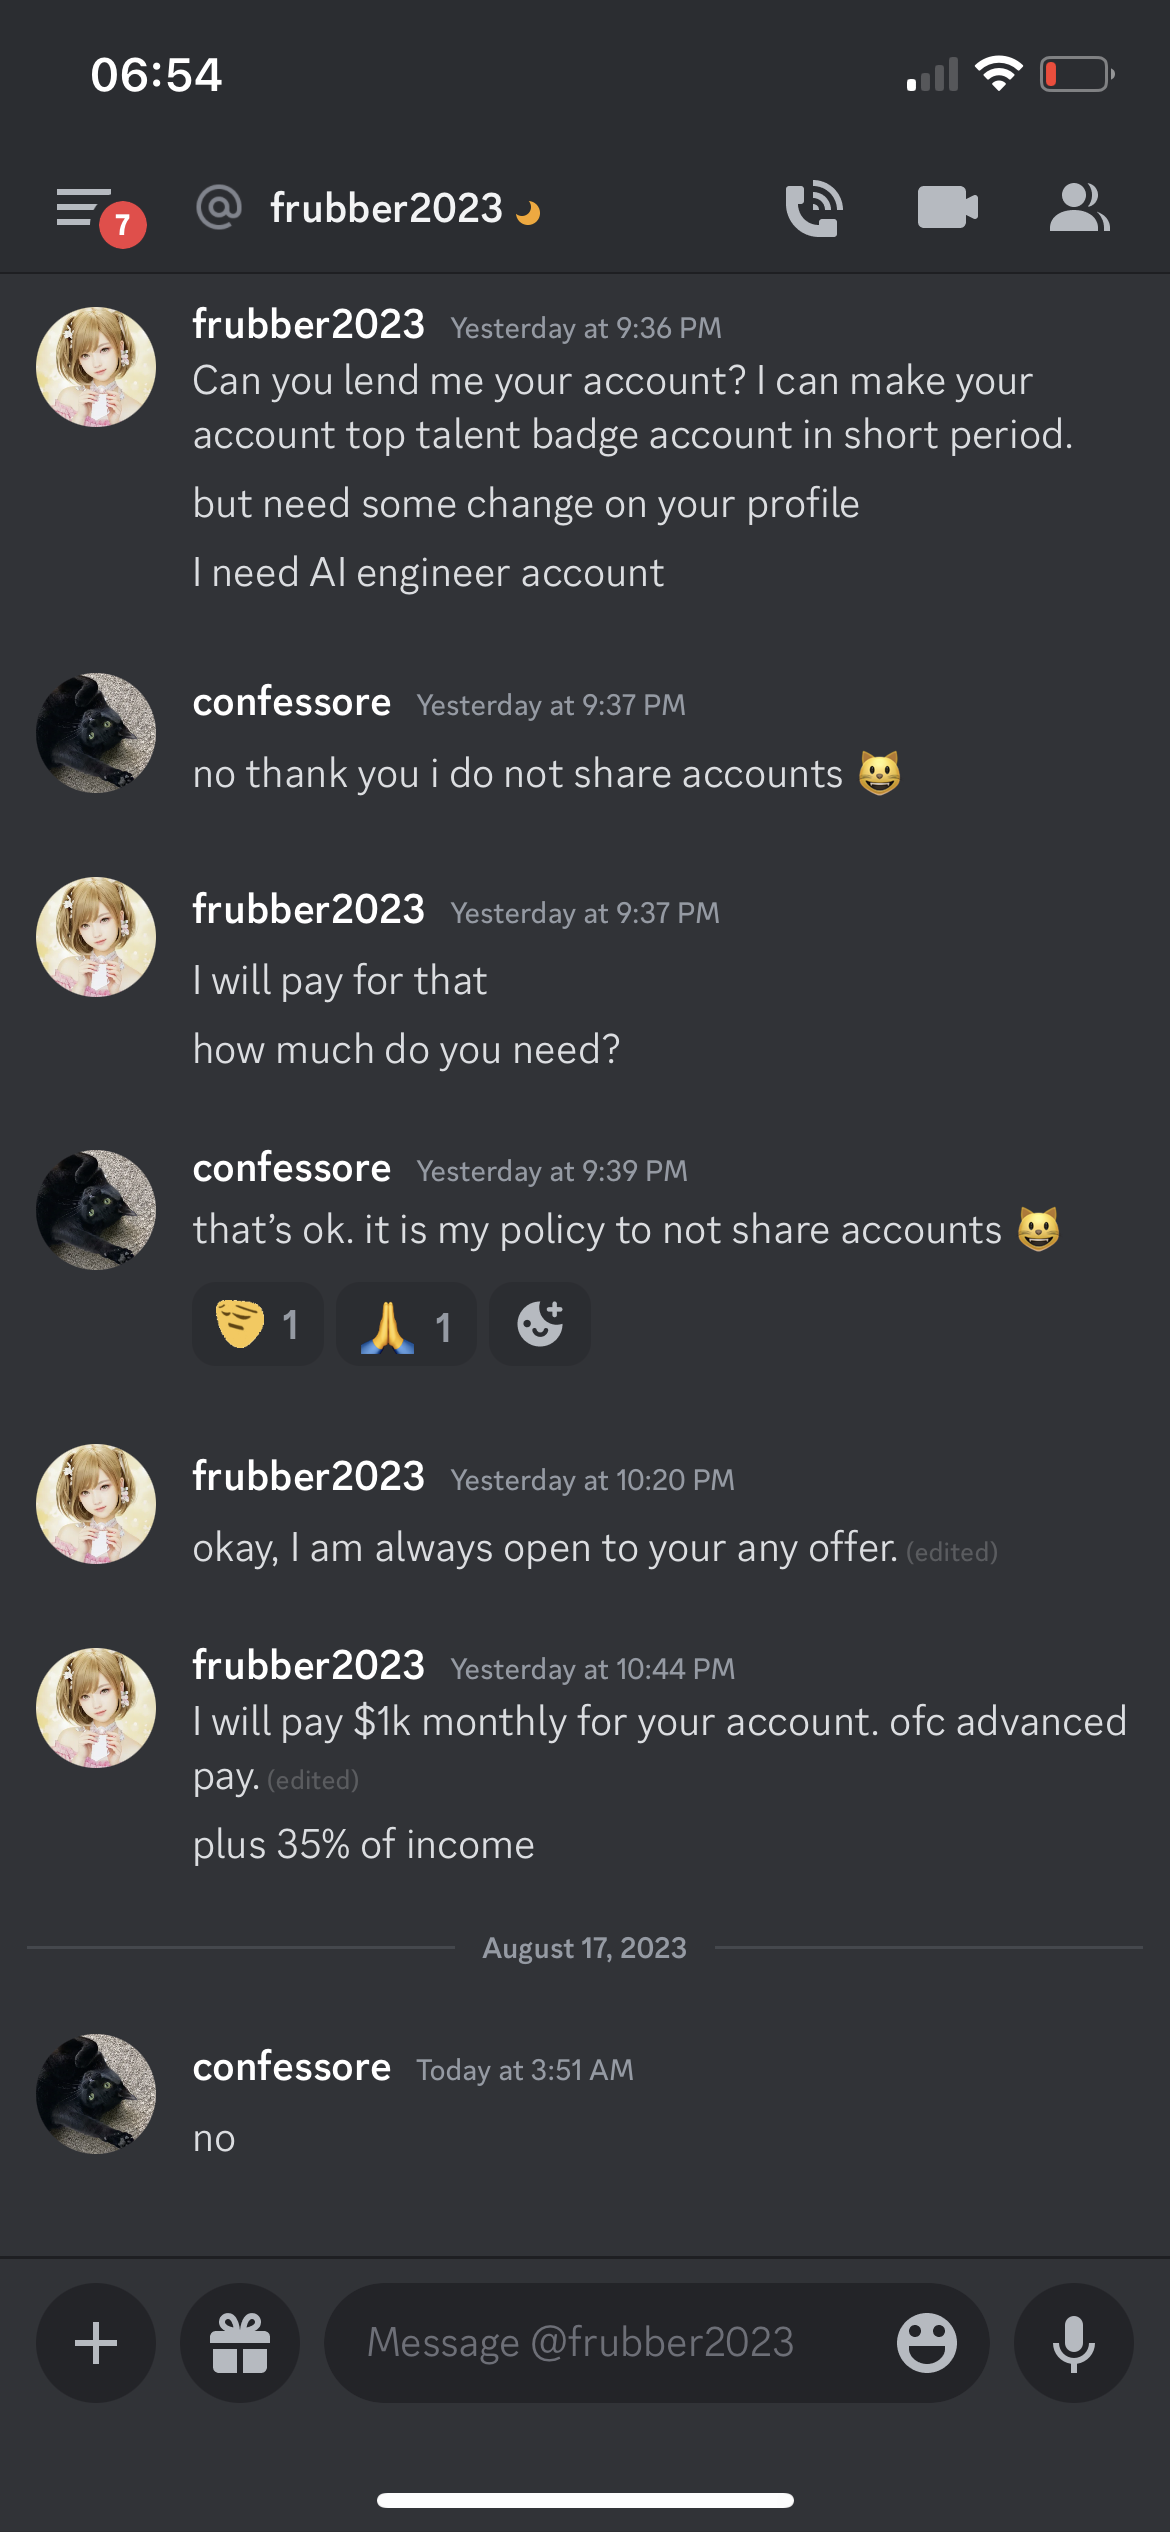 06:54
7
@ frubber2023
frubber2023 Yesterday at 9:36 PM
Can you lend me your account? I can make your
account top talent badge account in short period.
but need some change on your profile
I need AI engineer account
confessore Yesterday at 9:37 PM
no thank you i do not share accounts 😺
frubber2023 Yesterday at 9:37 PM
I will pay for that
how much do you need?
confessore Yesterday at 9:39 PM
that’s ok. it is my policy to not share accounts 😺
1 🙏 1
frubber2023 Yesterday at 10:20 PM
okay, I am always open to your any offer. (edited)
frubber2023 Yesterday at 10:44 PM
I will pay $1k monthly for your account. ofc advanced
pay. (edited)
plus 35% of income
August 17, 2023
confessore Today at 3:51 AM
no
Message @frubber2023